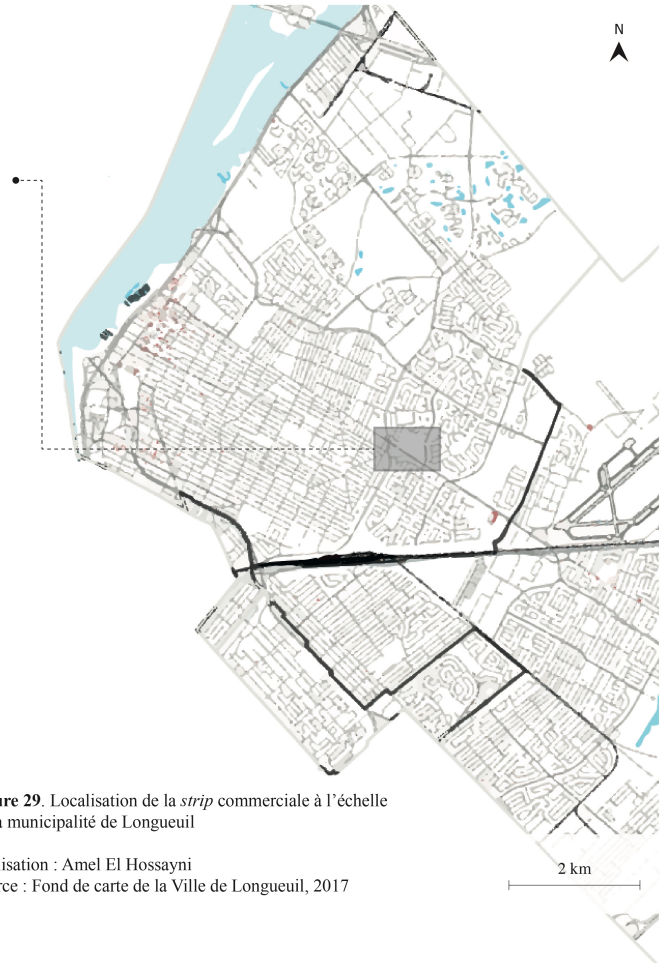 N
ure 29. Localisation de la strip commerciale à l'échelle
a municipalité de Longueuil
lisation : Amel El Hossayni
rce : Fond de carte de la Ville de Longueuil, 2017
2 km